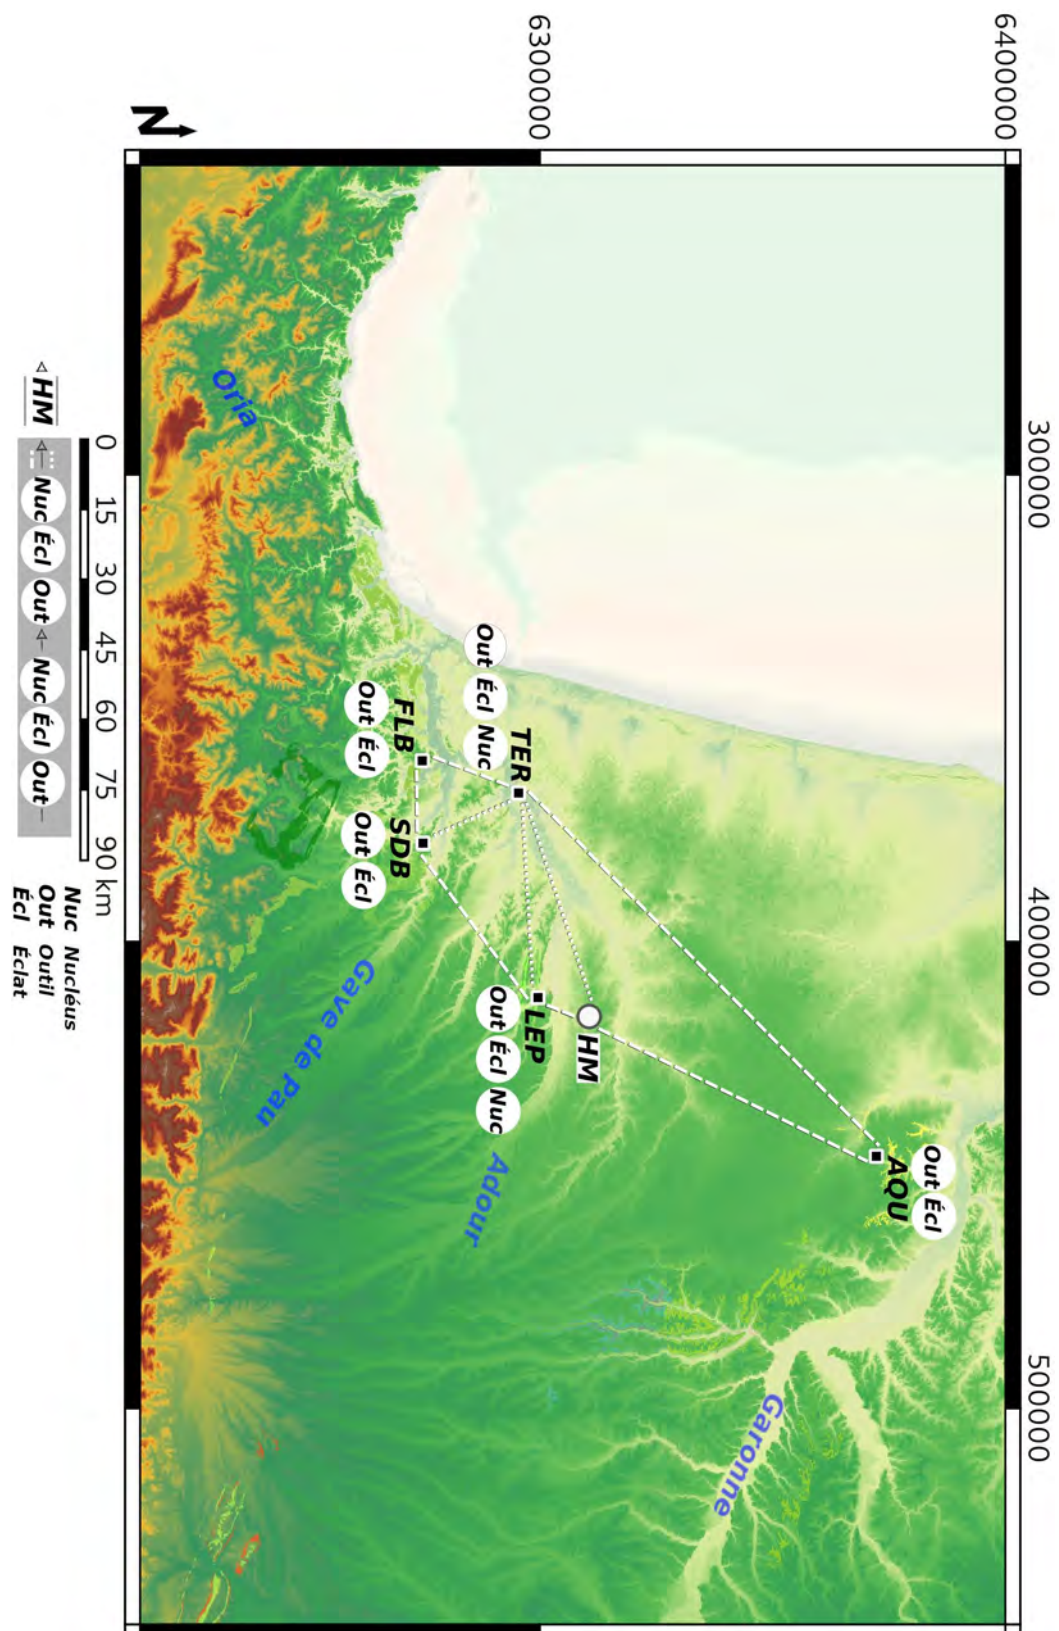 6300000
6400000
300000
400000
500000
N
Oria
Gave de Pau
Adour
Garonne
Out Écl Nuc
TER
FLB
Out Écl
SDB
Out Écl
HM
LEP
Out Écl Nuc
AQU
Out Écl
0 15 30 45 60 75 90 km
HM Nuc Écl Out Nuc Écl Out
Nuc Nucléus
Out Outil
Écl Éclat